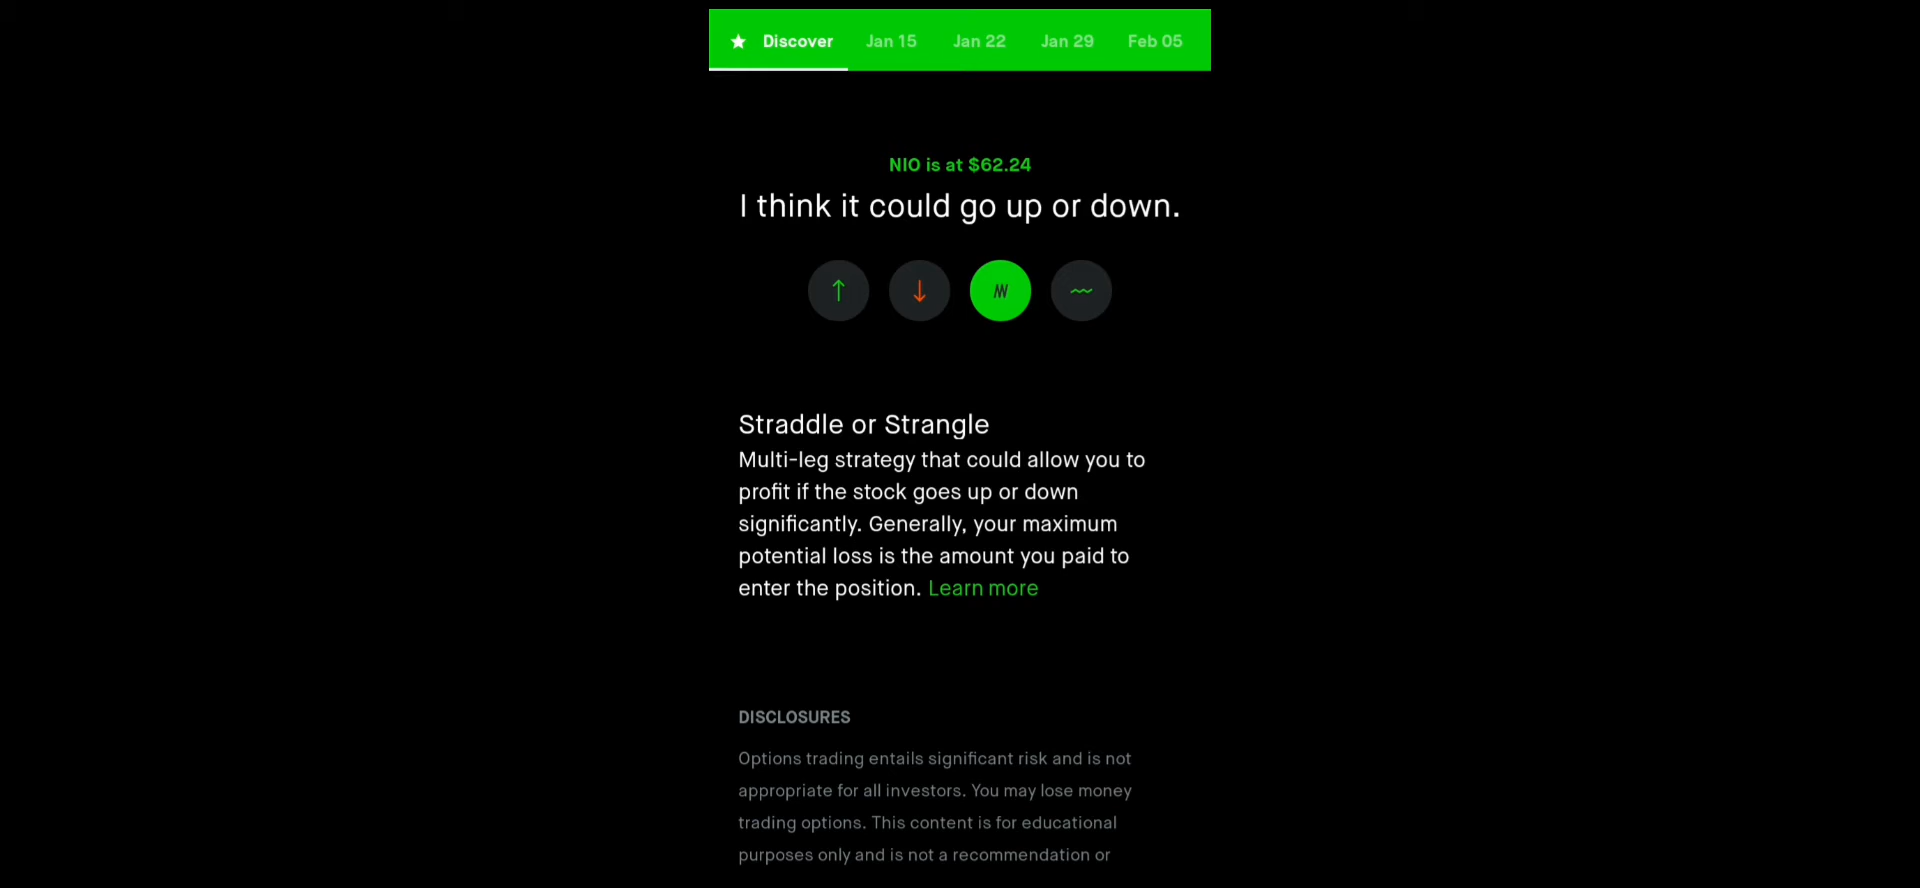 Discover Jan 15 Jan 22 Jan 29 Feb 05
NIO is at $62.24
I think it could go up or down.
Straddle or Strangle
Multi-leg strategy that could allow you to
profit if the stock goes up or down
significantly. Generally, your maximum
potential loss is the amount you paid to
enter the position. Learn more
DISCLOSURES
Options trading entails significant risk and is not
appropriate for all investors. You may lose money
trading options. This content is for educational
purposes only and is not a recommendation or